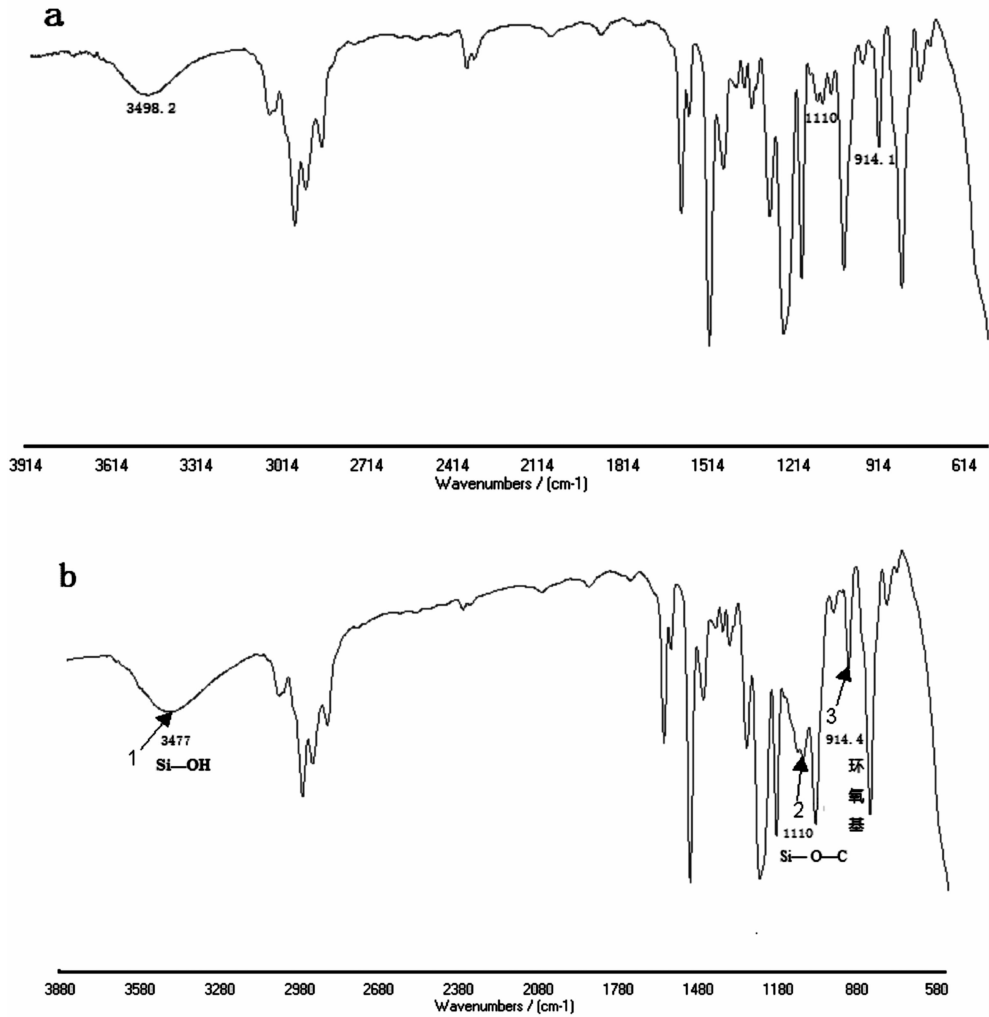 a
3498.2
1110
914.1
3914 3614 3314 3014 2714 2414 2114 1814 1514 1214 914 614
Wavenumbers / (cm-1)
b
1
3477
Si—OH
3
914.4
环
氧
基
2
1110
Si—O—C
3880 3580 3280 2980 2680 2380 2080 1780 1480 1180 880 580
Wavenumbers / (cm-1)